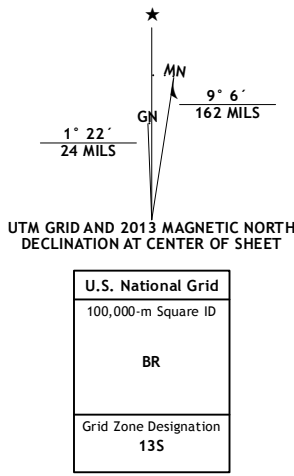 ★
MN
GN
9° 6´
162 MILS
1° 22´
24 MILS
UTM GRID AND 2013 MAGNETIC NORTH
DECLINATION AT CENTER OF SHEET
U.S. National Grid
100,000-m Square ID
BR
Grid Zone Designation
13S